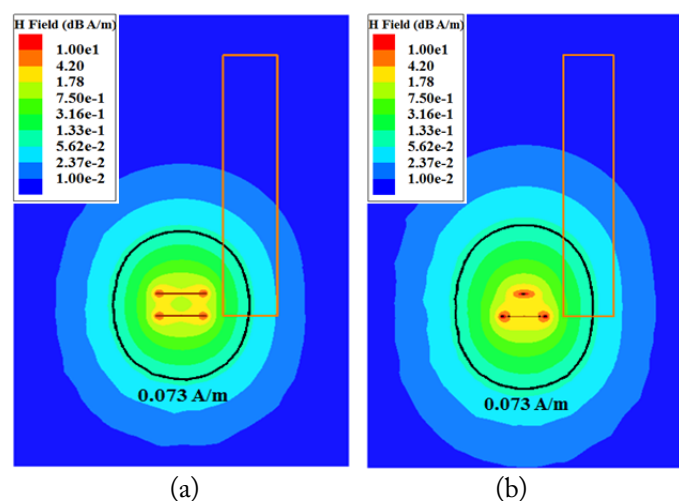 H Field (dB A/m)
1.00e1
4.20
1.78
7.50e-1
3.16e-1
1.33e-1
5.62e-2
2.37e-2
1.00e-2
0.073 A/m
(a)
H Field (dB A/m)
1.00e1
4.20
1.78
7.50e-1
3.16e-1
1.33e-1
5.62e-2
2.37e-2
1.00e-2
0.073 A/m
(b)